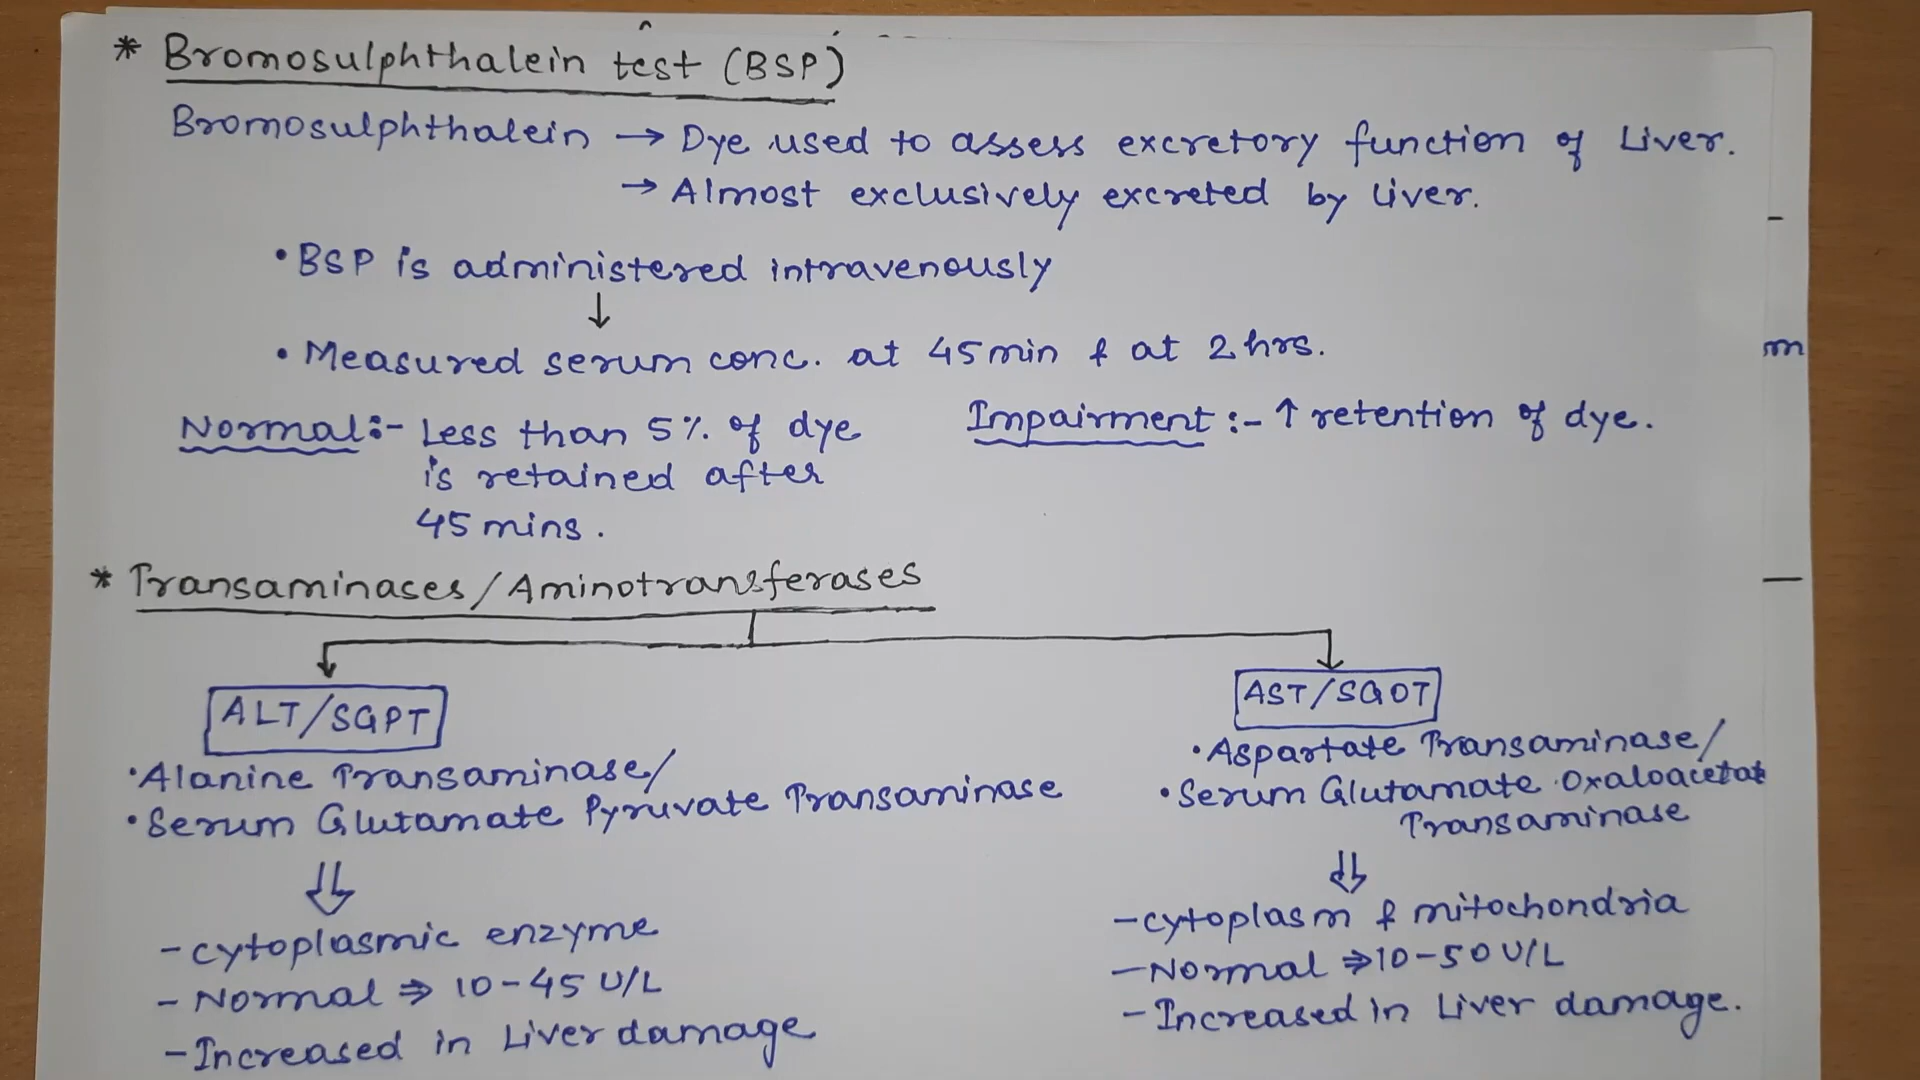 * Bromosulphthalein test (BSP)
Bromosulphthalein → Dye used to assess excretory function of Liver.
→ Almost exclusively excreted by liver.
• BSP is administered intravenously
↓
• Measured serum conc. at 45 min & at 2 hrs.
Normal :- Less than 5% of dye
is retained after
45 mins.
Impairment :- ↑ retention of dye.
* Transaminases / Aminotransferases
ALT/SGPT
• Alanine Transaminase/
• Serum Glutamate Pyruvate Transaminase
⇓
- cytoplasmic enzyme
- Normal ⇒ 10-45 U/L
- Increased in Liver damage
AST/SGOT
• Aspartate Transaminase/
• Serum Glutamate Oxaloacetate
Transaminase
⇓
- cytoplasm & mitochondria
- Normal ⇒ 10-50 U/L
- Increased in Liver damage.
m